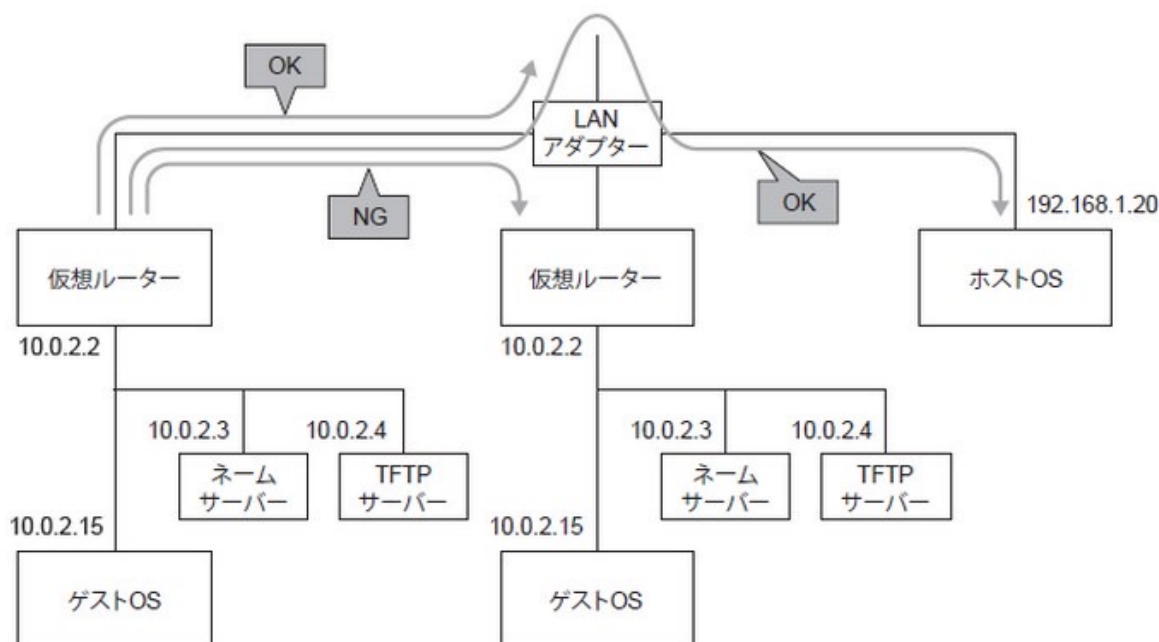 OK
LAN
アダプター
NG
OK
192.168.1.20
仮想ルーター
仮想ルーター
ホストOS
10.0.2.2
10.0.2.2
10.0.2.3
10.0.2.4
10.0.2.3
10.0.2.4
ネーム
サーバー
TFTP
サーバー
ネーム
サーバー
TFTP
サーバー
10.0.2.15
10.0.2.15
ゲストOS
ゲストOS